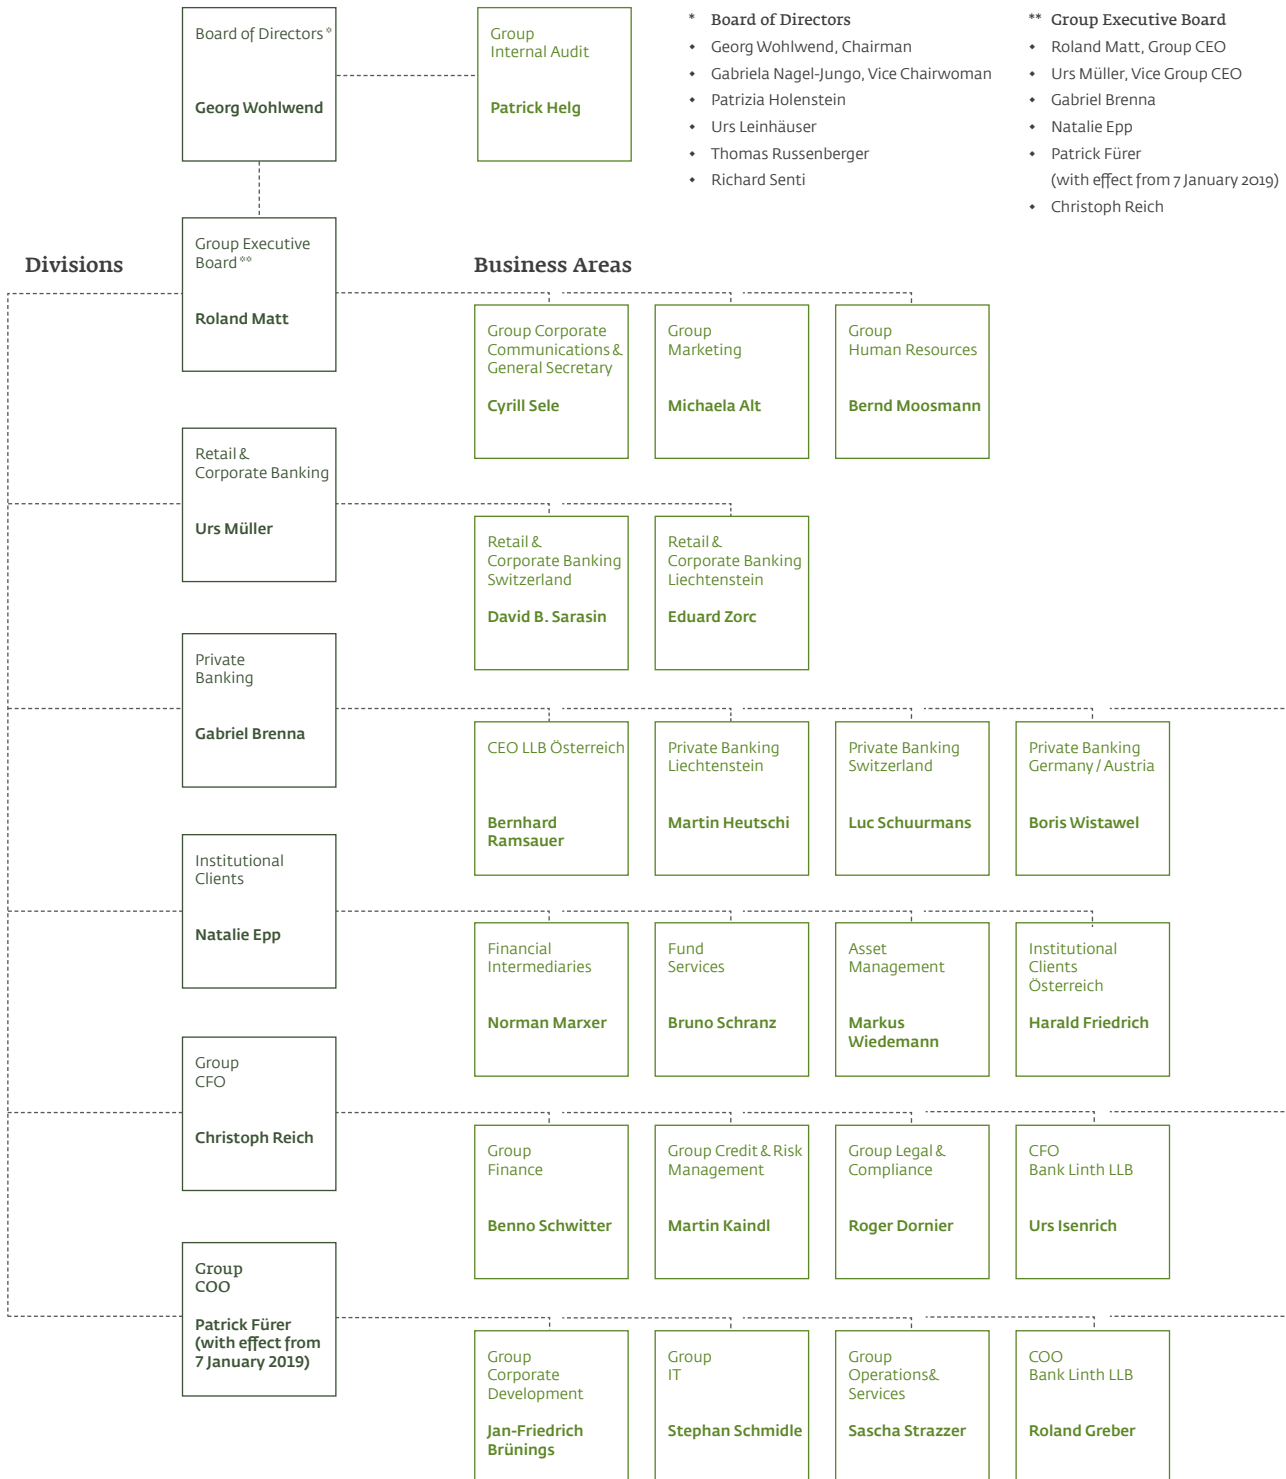 Board of Directors *
Georg Wohlwend
Group
Internal Audit
Patrick Helg
* Board of Directors
• Georg Wohlwend, Chairman
• Gabriela Nagel-Jungo, Vice Chairwoman
• Patrizia Holenstein
• Urs Leinhäuser
• Thomas Russenberger
• Richard Senti
** Group Executive Board
• Roland Matt, Group CEO
• Urs Müller, Vice Group CEO
• Gabriel Brenna
• Natalie Epp
• Patrick Fürer
(with effect from 7 January 2019)
• Christoph Reich
Divisions
Business Areas
Group Executive
Board **
Roland Matt
Group Corporate
Communications &
General Secretary
Cyrill Sele
Group
Marketing
Michaela Alt
Group
Human Resources
Bernd Moosmann
Retail &
Corporate Banking
Urs Müller
Retail &
Corporate Banking
Switzerland
David B. Sarasin
Retail &
Corporate Banking
Liechtenstein
Eduard Zorc
Private
Banking
Gabriel Brenna
CEO LLB Österreich
Bernhard
Ramsauer
Private Banking
Liechtenstein
Martin Heutschi
Private Banking
Switzerland
Luc Schuurmans
Private Banking
Germany / Austria
Boris Wistawel
Institutional
Clients
Natalie Epp
Financial
Intermediaries
Norman Marxer
Fund
Services
Bruno Schranz
Asset
Management
Markus
Wiedemann
Institutional
Clients
Österreich
Harald Friedrich
Group
CFO
Christoph Reich
Group
Finance
Benno Schwitter
Group Credit & Risk
Management
Martin Kaindl
Group Legal &
Compliance
Roger Dornier
CFO
Bank Linth LLB
Urs Isenrich
Group
COO
Patrick Fürer
(with effect from
7 January 2019)
Group
Corporate
Development
Jan-Friedrich
Brünings
Group
IT
Stephan Schmidle
Group
Operations&
Services
Sascha Strazzer
COO
Bank Linth LLB
Roland Greber